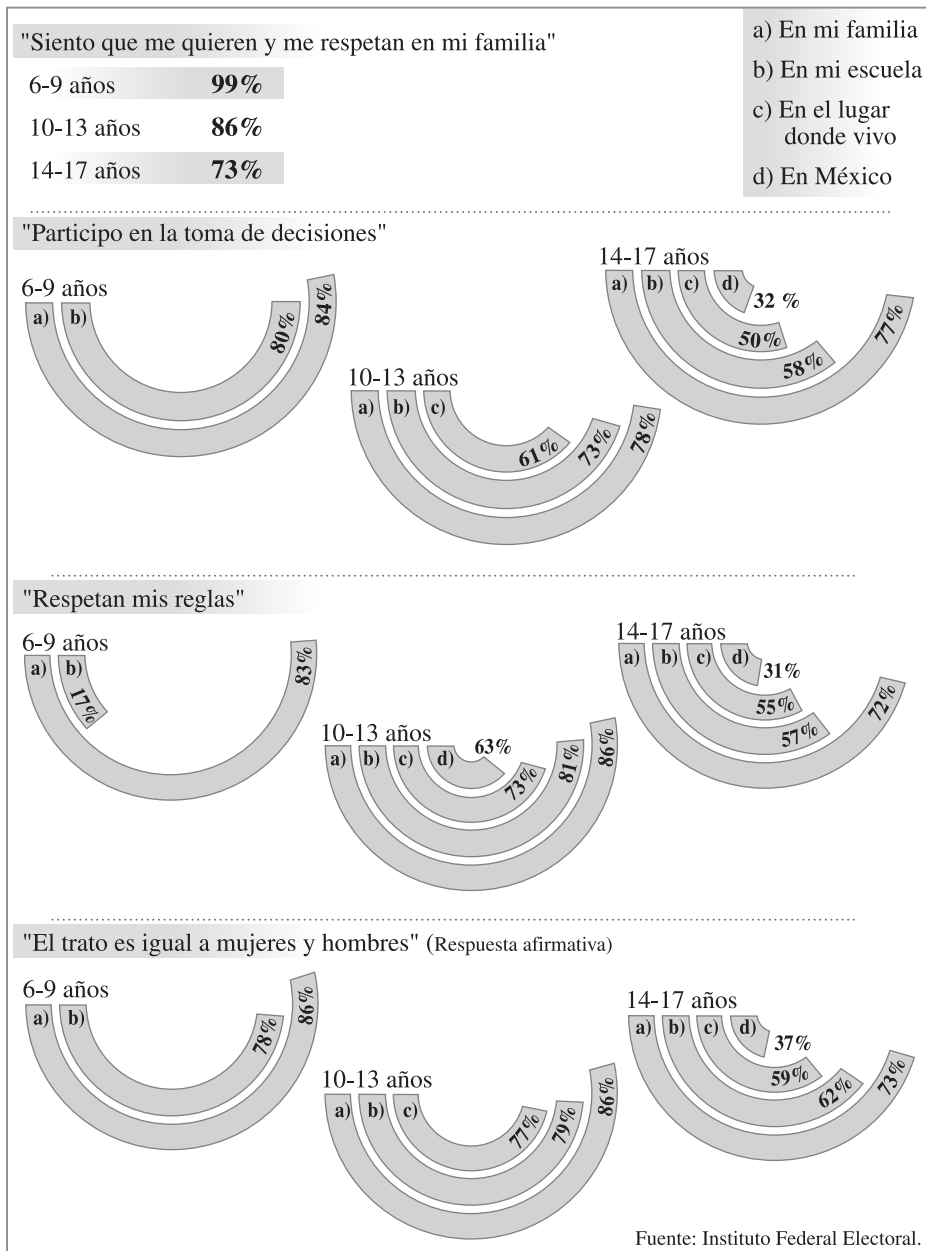 "Siento que me quieren y me respetan en mi familia"
6-9 años 99%
10-13 años 86%
14-17 años 73%
a) En mi familia
b) En mi escuela
c) En el lugar
donde vivo
d) En México
"Participo en la toma de decisiones"
6-9 años
a) b) 80% 84%
10-13 años
a) b) c) 61% 73% 78%
14-17 años
a) b) c) d) 32 % 50% 58% 77%
"Respetan mis reglas"
6-9 años
a) b) 17% 83%
10-13 años
a) b) c) d) 63% 73% 81% 86%
14-17 años
a) b) c) d) 31% 55% 57% 72%
"El trato es igual a mujeres y hombres" (Respuesta afirmativa)
6-9 años
a) b) 78% 86%
10-13 años
a) b) c) 77% 79% 86%
14-17 años
a) b) c) d) 37% 59% 62% 73%
Fuente: Instituto Federal Electoral.